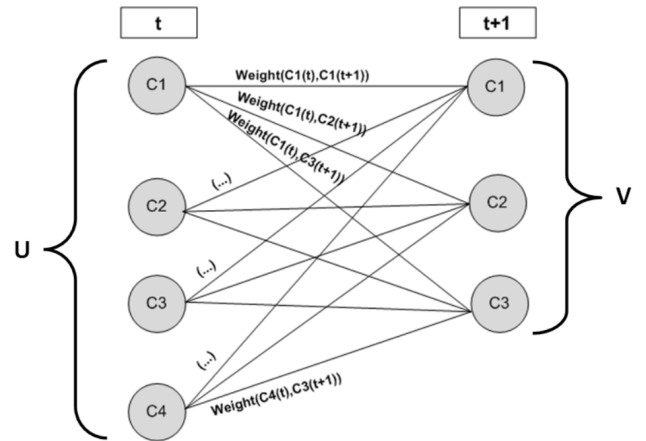 t
t+1
C1
Weight(C1(t),C1(t+1))
C1
Weight(C1(t),C2(t+1))
Weight(C1(t),C3(t+1))
(...)
C2
C2
V
U
(...)
C3
C3
(...)
Weight(C4(t),C3(t+1))
C4